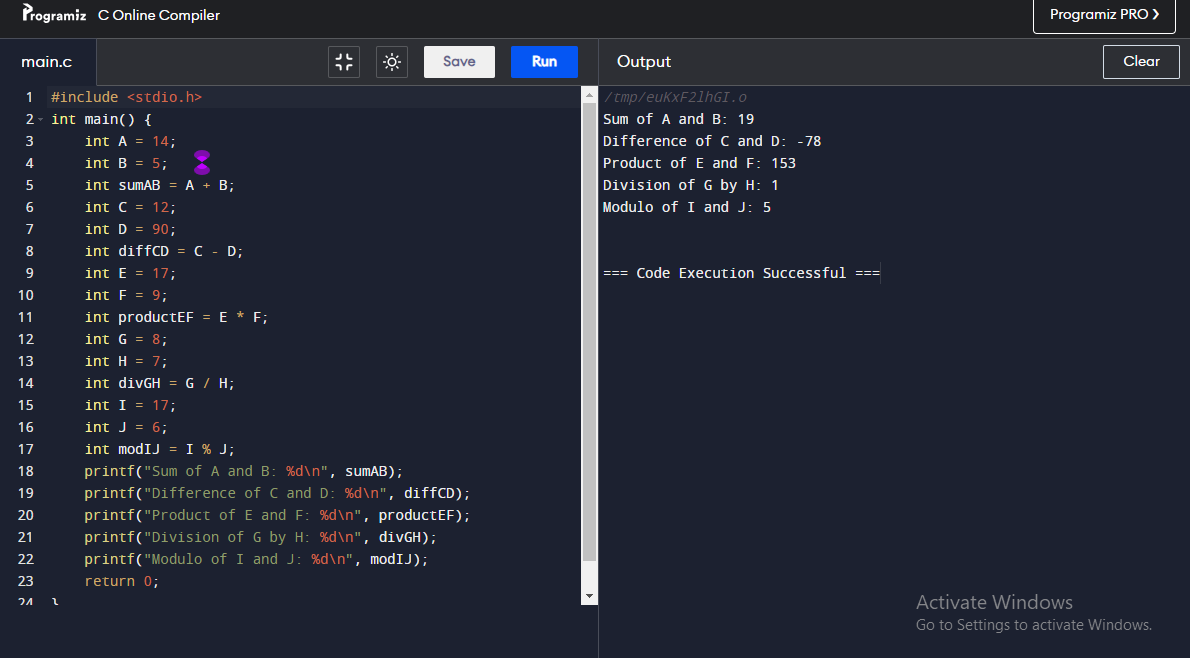 Programiz C Online Compiler
Programiz PRO ❯
main.c
Save
Run
Output
Clear
1 #include <stdio.h>
2 int main() {
3     int A = 14;
4     int B = 5;
5     int sumAB = A + B;
6     int C = 12;
7     int D = 90;
8     int diffCD = C - D;
9     int E = 17;
10     int F = 9;
11     int productEF = E * F;
12     int G = 8;
13     int H = 7;
14     int divGH = G / H;
15     int I = 17;
16     int J = 6;
17     int modIJ = I % J;
18     printf("Sum of A and B: %d\n", sumAB);
19     printf("Difference of C and D: %d\n", diffCD);
20     printf("Product of E and F: %d\n", productEF);
21     printf("Division of G by H: %d\n", divGH);
22     printf("Modulo of I and J: %d\n", modIJ);
23     return 0;
24 }
/tmp/euKxF2lhGI.o
Sum of A and B: 19
Difference of C and D: -78
Product of E and F: 153
Division of G by H: 1
Modulo of I and J: 5
=== Code Execution Successful ===
Activate Windows
Go to Settings to activate Windows.